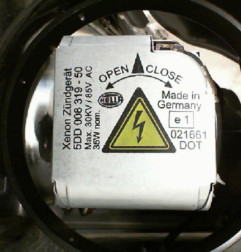 OPEN CLOSE
Xenon Zündgerät
5DD 008 319 - 50
Max. 30KV / 85V AC
35W nom.
HELLA
Made in
Germany
e 1
021661
DOT